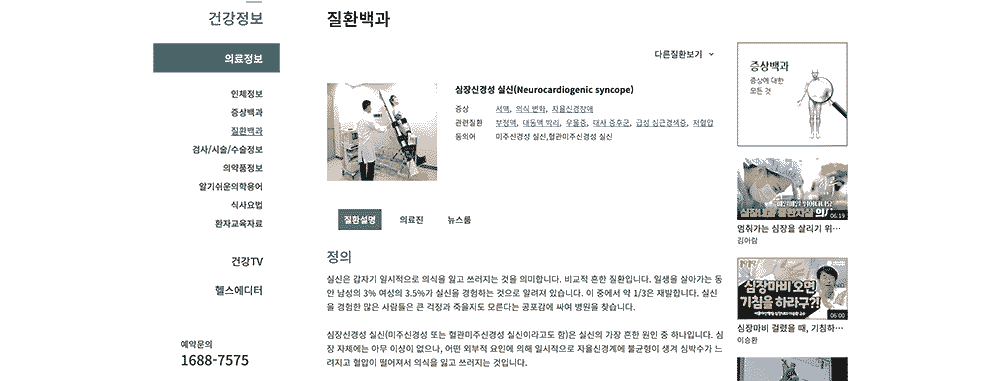 건강정보
의료정보
인체정보
증상백과
질환백과
검사/시술/수술정보
의약품정보
알기쉬운의학용어
식사요법
환자교육자료
건강TV
헬스에디터
예약문의
1688-7575
질환백과
다른질환보기
심장신경성 실신(Neurocardiogenic syncope)
증상 서맥, 의식 변화, 자율신경장애
관련질환 부정맥, 대동맥 박리, 우울증, 대사 증후군, 급성 심근경색증, 저혈압
동의어 미주신경성 실신,혈관미주신경성 실신
질환설명 의료진 뉴스룸
정의
실신은 갑자기 일시적으로 의식을 잃고 쓰러지는 것을 의미합니다. 비교적 흔한 질환입니다. 일생을 살아가는 동
안 남성의 3% 여성의 3.5%가 실신을 경험하는 것으로 알려져 있습니다. 이 중에서 약 1/3은 재발합니다. 실신
을 경험한 많은 사람들은 큰 걱정과 죽을지도 모른다는 공포감에 싸여 병원을 찾습니다.
심장신경성 실신(미주신경성 또는 혈관미주신경성 실신이라고도 함)은 실신의 가장 흔한 원인 중 하나입니다. 심
장 자체에는 아무 이상이 없으나, 어떤 외부적 요인에 의해 일시적으로 자율신경계에 불균형이 생겨 심박수가 느
려지고 혈압이 떨어져서 의식을 잃고 쓰러지는 것입니다.
증상백과
증상에 대한
모든 것
06:19
멈춰가는 심장을 살리기 위…
김아람
심장마비 오면,
기침을 하라구?!
06:00
심장마비 걸렸을 때, 기침하…
이승환